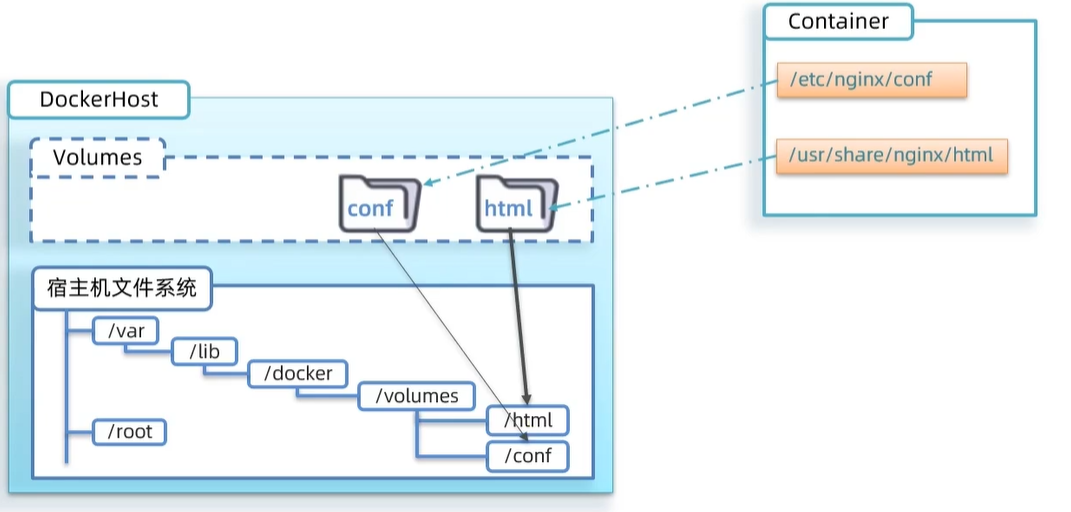 Container
/etc/nginx/conf
/usr/share/nginx/html
DockerHost
Volumes
conf
html
宿主机文件系统
/var
/lib
/docker
/volumes
/html
/root
/conf